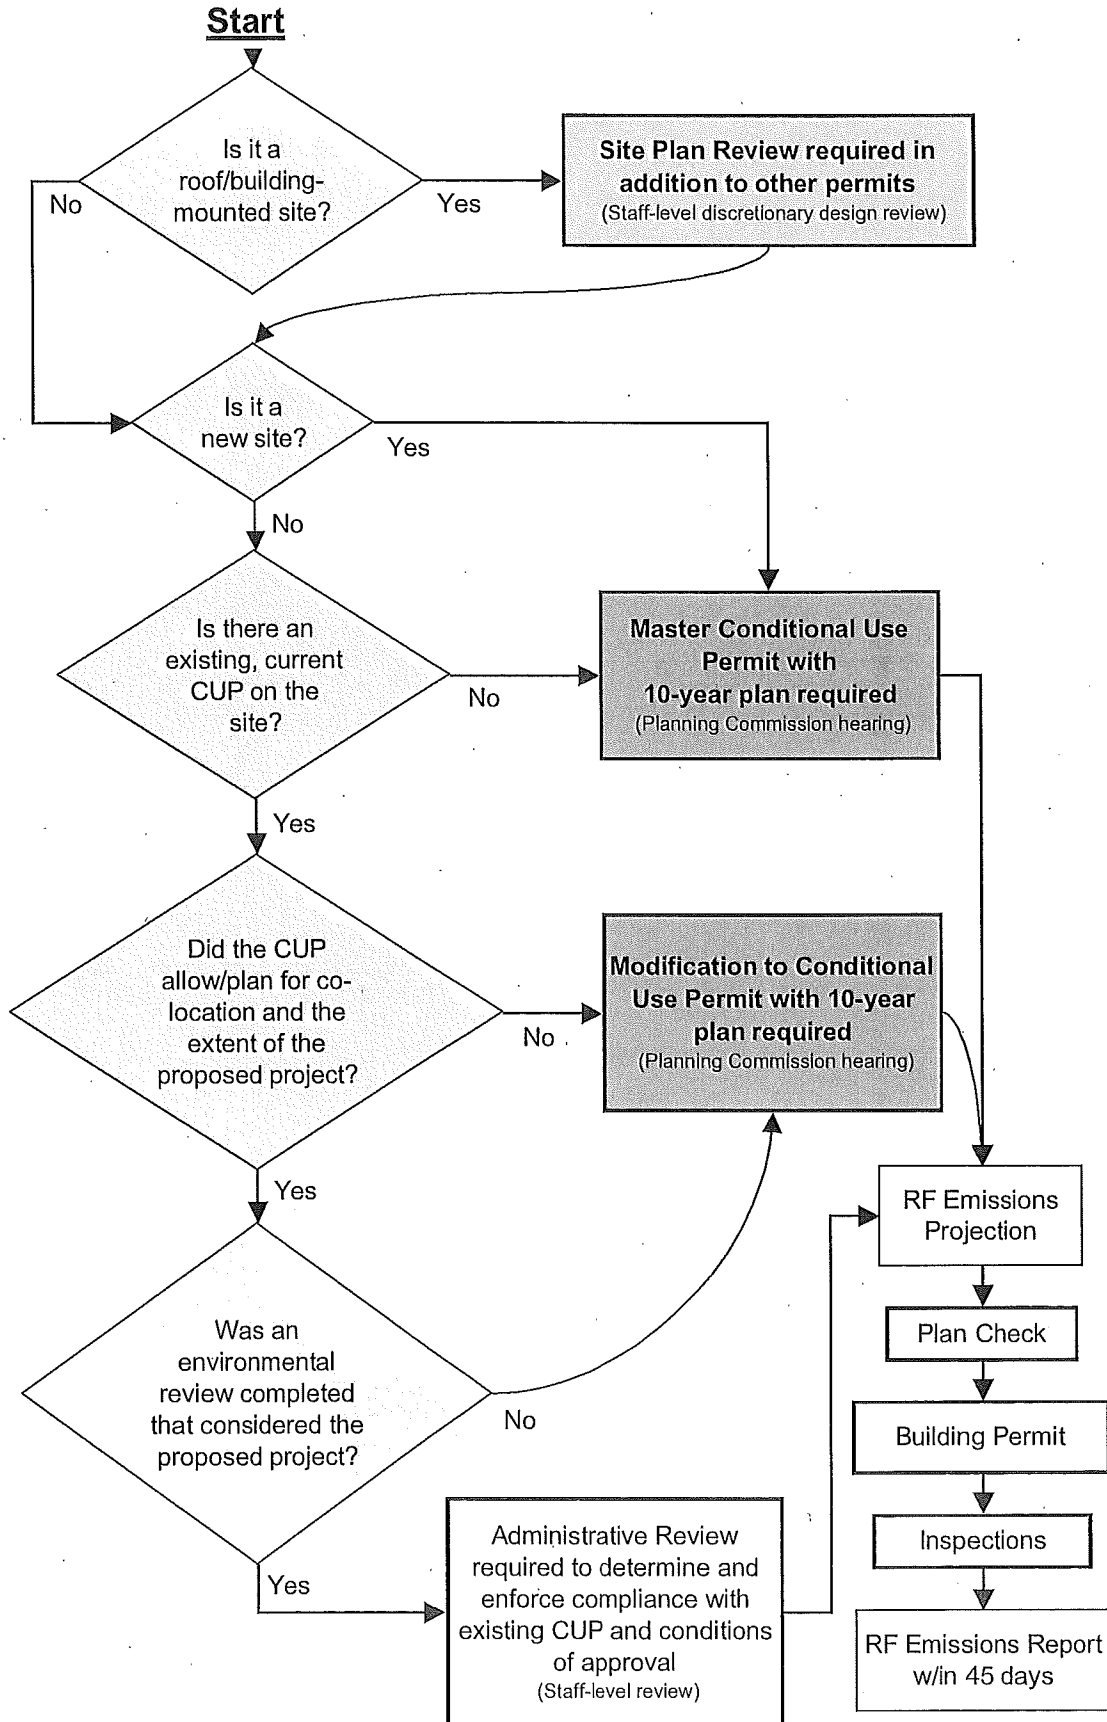 Start
Is it a
roof/building-
mounted site?
No
Yes
Site Plan Review required in
addition to other permits
(Staff-level discretionary design review)
Is it a
new site?
Yes
No
Is there an
existing, current
CUP on the
site?
No
Master Conditional Use
Permit with
10-year plan required
(Planning Commission hearing)
Yes
Did the CUP
allow/plan for co-
location and the
extent of the
proposed project?
No
Modification to Conditional
Use Permit with 10-year
plan required
(Planning Commission hearing)
Yes
Was an
environmental
review completed
that considered the
proposed project?
No
Yes
Administrative Review
required to determine and
enforce compliance with
existing CUP and conditions
of approval
(Staff-level review)
RF Emissions
Projection
Plan Check
Building Permit
Inspections
RF Emissions Report
w/in 45 days